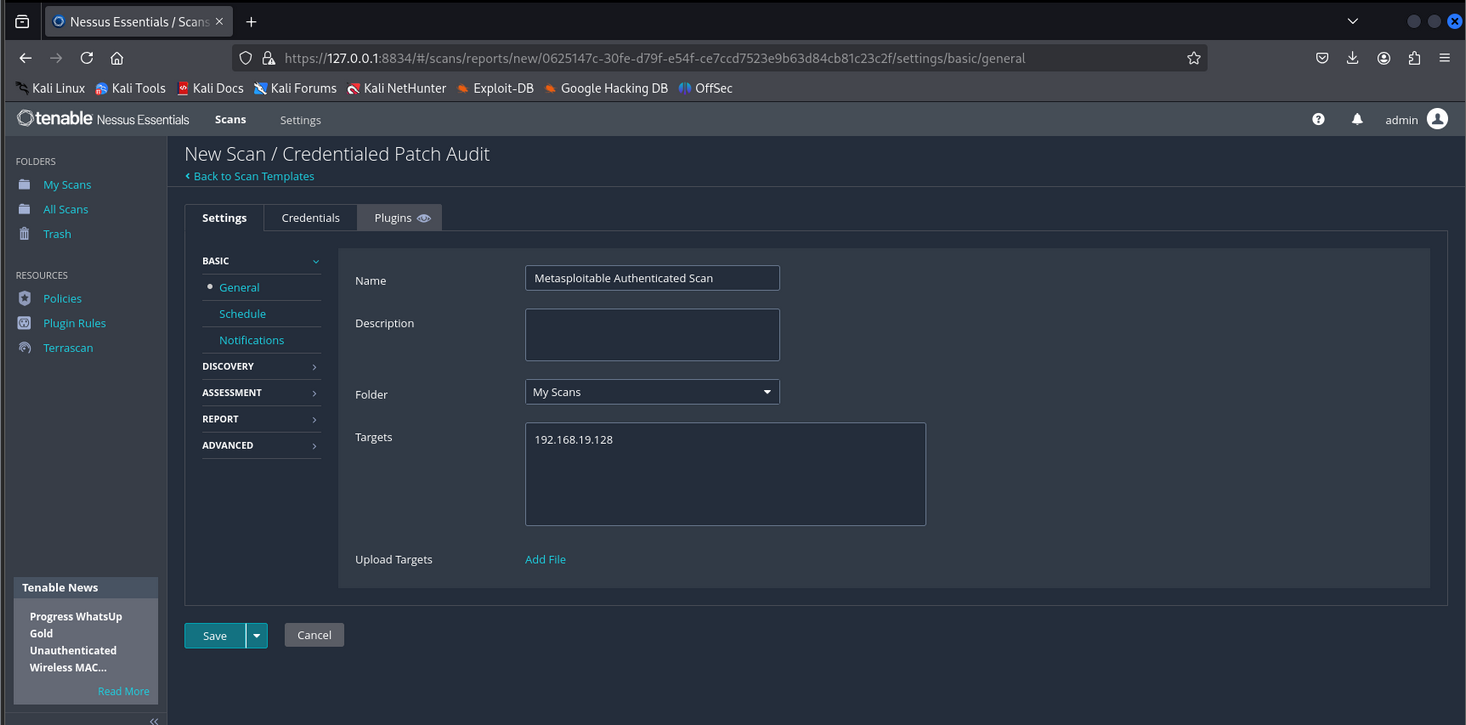 Nessus Essentials / Scans
https://127.0.0.1:8834/#/scans/reports/new/0625147c-30fe-d79f-e54f-ce7ccd7523e9b63d84cb81c23c2f/settings/basic/general
Kali Linux Kali Tools Kali Docs Kali Forums Kali NetHunter Exploit-DB Google Hacking DB OffSec
tenable Nessus Essentials Scans Settings admin
FOLDERS
My Scans
All Scans
Trash
RESOURCES
Policies
Plugin Rules
Terrascan
Tenable News
Progress WhatsUp
Gold
Unauthenticated
Wireless MAC...
Read More
New Scan / Credentialed Patch Audit
Back to Scan Templates
Settings Credentials Plugins
BASIC
General
Schedule
Notifications
DISCOVERY
ASSESSMENT
REPORT
ADVANCED
Name Metasploitable Authenticated Scan
Description
Folder My Scans
Targets 192.168.19.128
Upload Targets Add File
Save Cancel